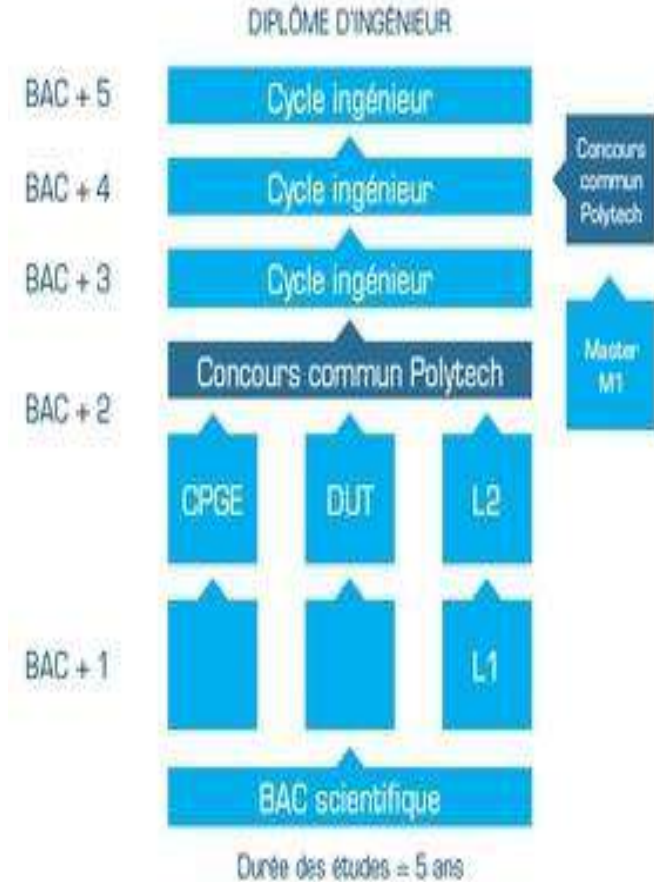 DIPLÔME D'INGÉNIEUR
BAC + 5
Cycle ingénieur
BAC + 4
Cycle ingénieur
Concours
commun
Polytech
BAC + 3
Cycle ingénieur
Master
M1
BAC + 2
Concours commun Polytech
CPGE
DUT
L2
BAC + 1
L1
BAC scientifique
Durée des études = 5 ans